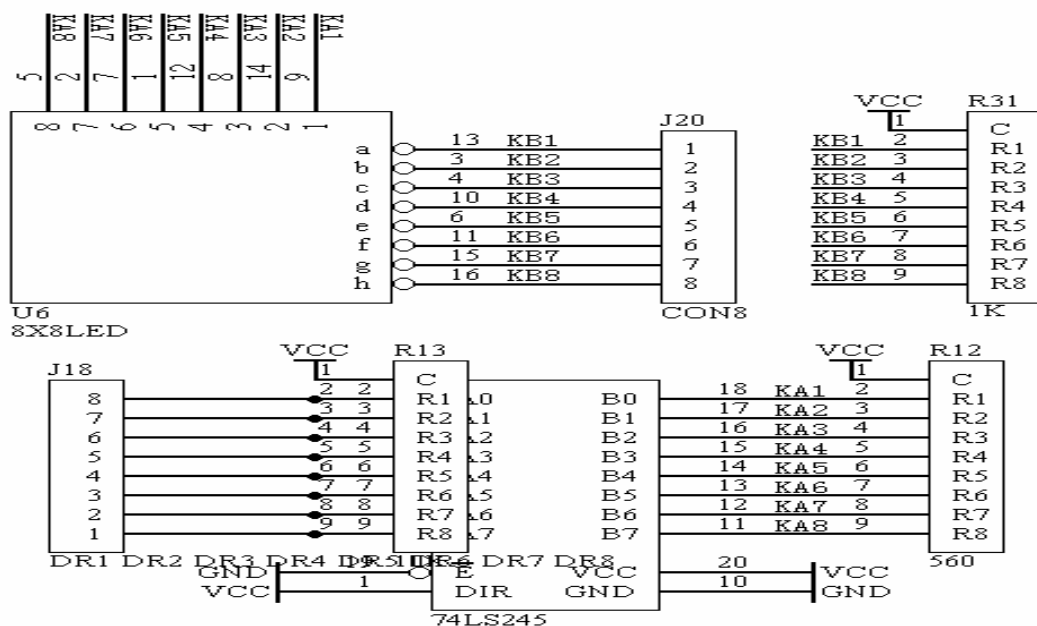 KA8 KA7 KA6 KA5 KA4 KA3 KA2 KA1
5 2 7 1 12 8 14 9
8 7 6 5 4 3 2 1
a 13 KB1
b 3 KB2
c 4 KB3
d 10 KB4
e 6 KB5
f 11 KB6
g 15 KB7
h 16 KB8
U6
8X8LED
J20
1
2
3
4
5
6
7
8
CON8
VCC
R31
1 C
KB1 2 R1
KB2 3 R2
KB3 4 R3
KB4 5 R4
KB5 6 R5
KB6 7 R6
KB7 8 R7
KB8 9 R8
1K
J18
8
7
6
5
4
3
2
1
DR1 DR2 DR3 DR4 DR5 DR6 DR7 DR8
VCC
R13
1 C
2 2 R1 A0
3 3 R2 A1
4 4 R3 A2
5 5 R4 A3
6 6 R5 A4
7 7 R6 A5
8 8 R7 A6
9 9 R8 A7
B0 18 KA1
B1 17 KA2
B2 16 KA3
B3 15 KA4
B4 14 KA5
B5 13 KA6
B6 12 KA7
B7 11 KA8
VCC
R12
1 C
2 R1
3 R2
4 R3
5 R4
6 R5
7 R6
8 R7
9 R8
560
GND 19 E VCC 20 VCC
VCC 1 DIR GND 10 GND
74LS245